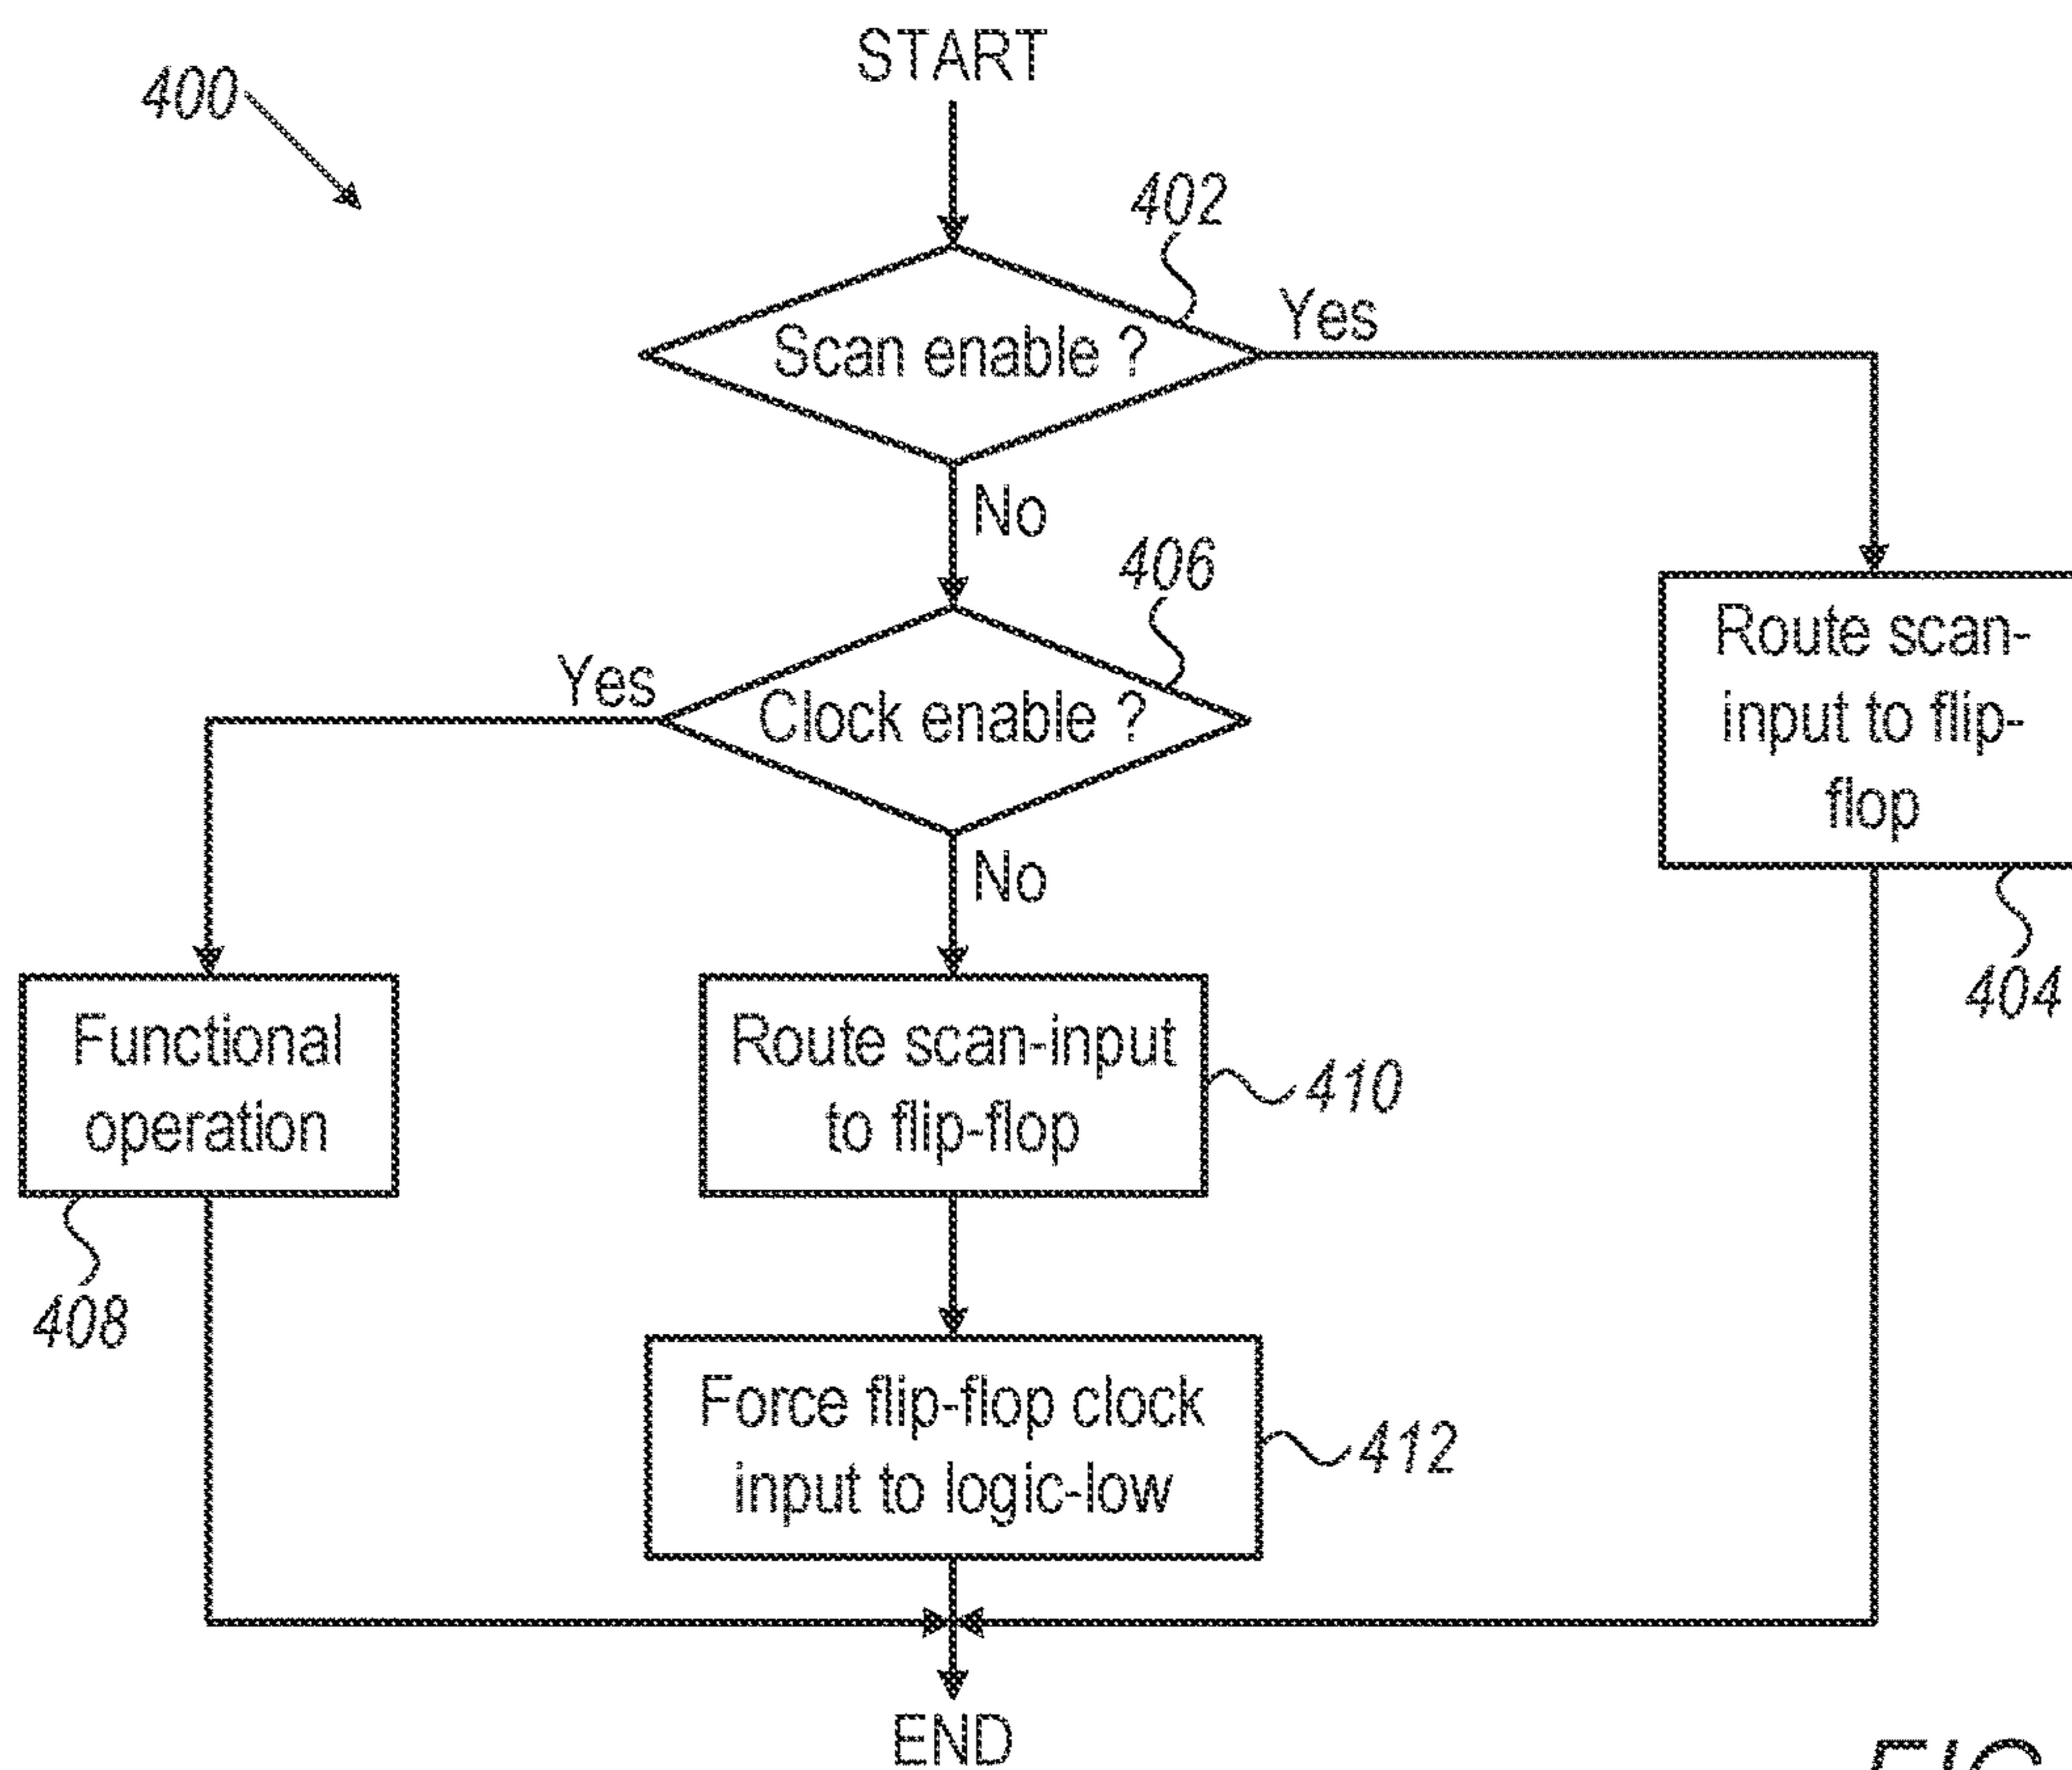 START
400
402
Scan enable ?
Yes
No
406
Yes
Clock enable ?
Route scan-
input to flip-
flop
No
404
Functional
operation
Route scan-input
to flip-flop
410
408
Force flip-flop clock
input to logic-low
412
END
FIG